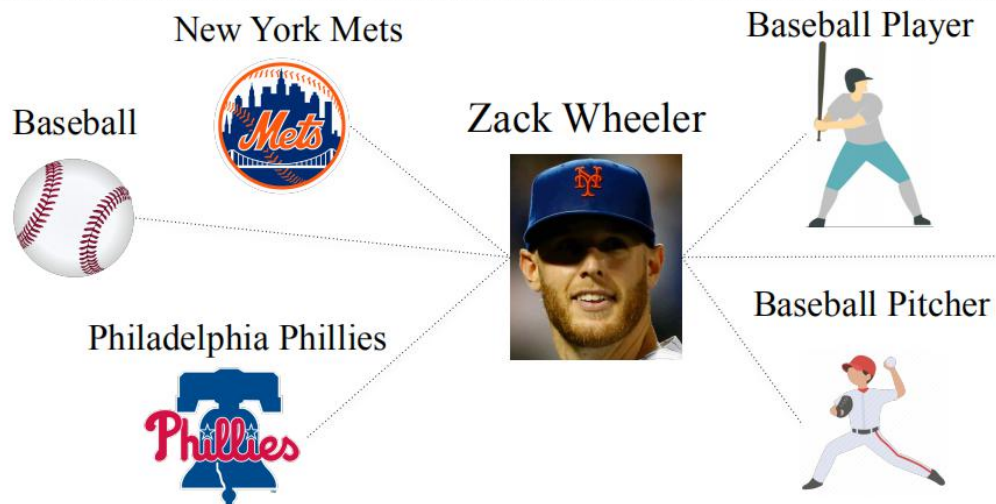 New York Mets
Baseball Player
Baseball
Zack Wheeler
Mets
NY
Philadelphia Phillies
Baseball Pitcher
Phillies